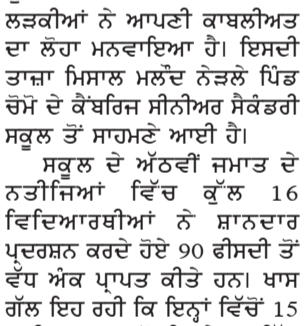 ਲੜਕੀਆਂ ਨੇ ਆਪਣੀ ਕਾਬਲੀਅਤ
ਦਾ ਲੋਹਾ ਮਨਵਾਇਆ ਹੈ। ਇਸਦੀ
ਤਾਜ਼ਾ ਮਿਸਾਲ ਮਲੌਦ ਨੇੜਲੇ ਪਿੰਡ
ਚੋਮੋਂ ਦੇ ਕੈਂਬਰਿਜ ਸੀਨੀਅਰ ਸੈਕੰਡਰੀ
ਸਕੂਲ ਤੋਂ ਸਾਹਮਣੇ ਆਈ ਹੈ।
ਸਕੂਲ ਦੇ ਅੱਠਵੀਂ ਜਮਾਤ ਦੇ
ਨਤੀਜਿਆਂ ਵਿੱਚ ਕੁੱਲ 16
ਵਿਦਿਆਰਥੀਆਂ ਨੇ ਸ਼ਾਨਦਾਰ
ਪ੍ਰਦਰਸ਼ਨ ਕਰਦੇ ਹੋਏ 90 ਫੀਸਦੀ ਤੋਂ
ਵੱਧ ਅੰਕ ਪ੍ਰਾਪਤ ਕੀਤੇ ਹਨ। ਖਾਸ
ਗੱਲ ਇਹ ਰਹੀ ਕਿ ਇਨ੍ਹਾਂ ਵਿੱਚੋਂ 15